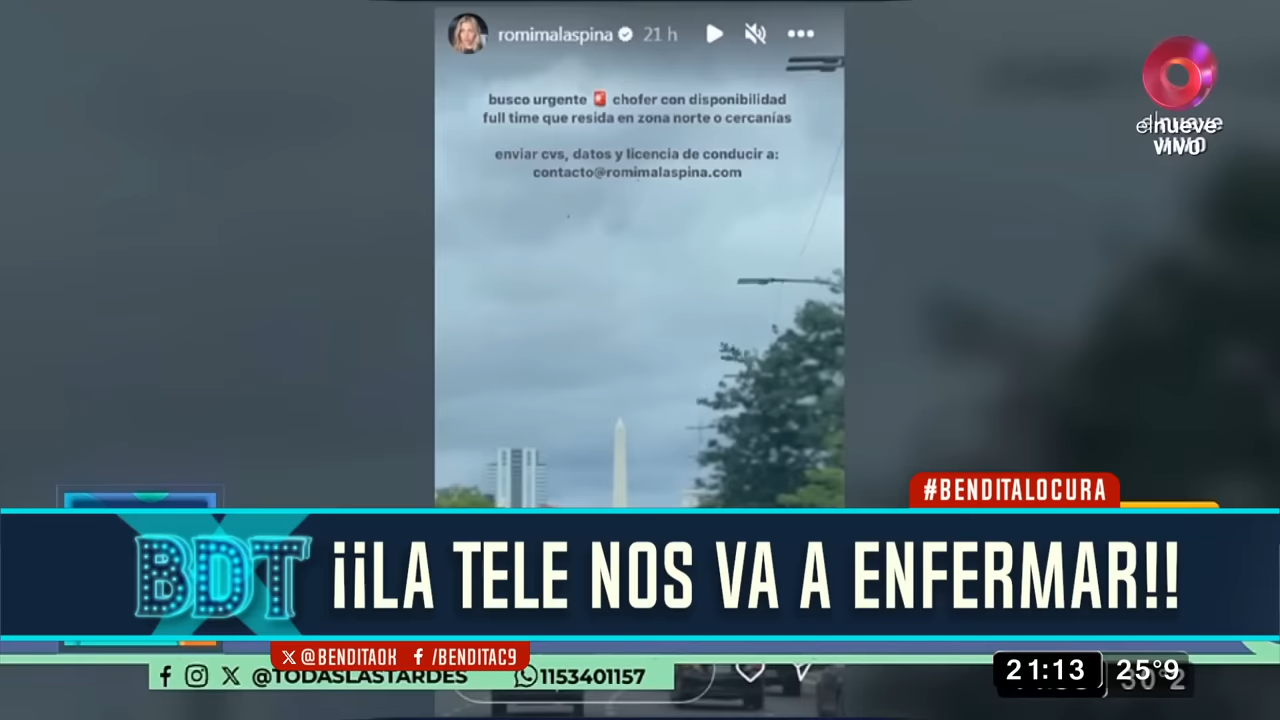 romimalaspina 21 h
busco urgente 🚨 chofer con disponibilidad
full time que resida en zona norte o cercanías
enviar cvs, datos y licencia de conducir a:
contacto@romimalaspina.com
elnueve
VIVO
#BENDITALOCURA
BDT ¡¡LA TELE NOS VA A ENFERMAR!!
@BENDITAOK /BENDITAC9
@TODASLASTARDES 1153401157
21:13 25°9